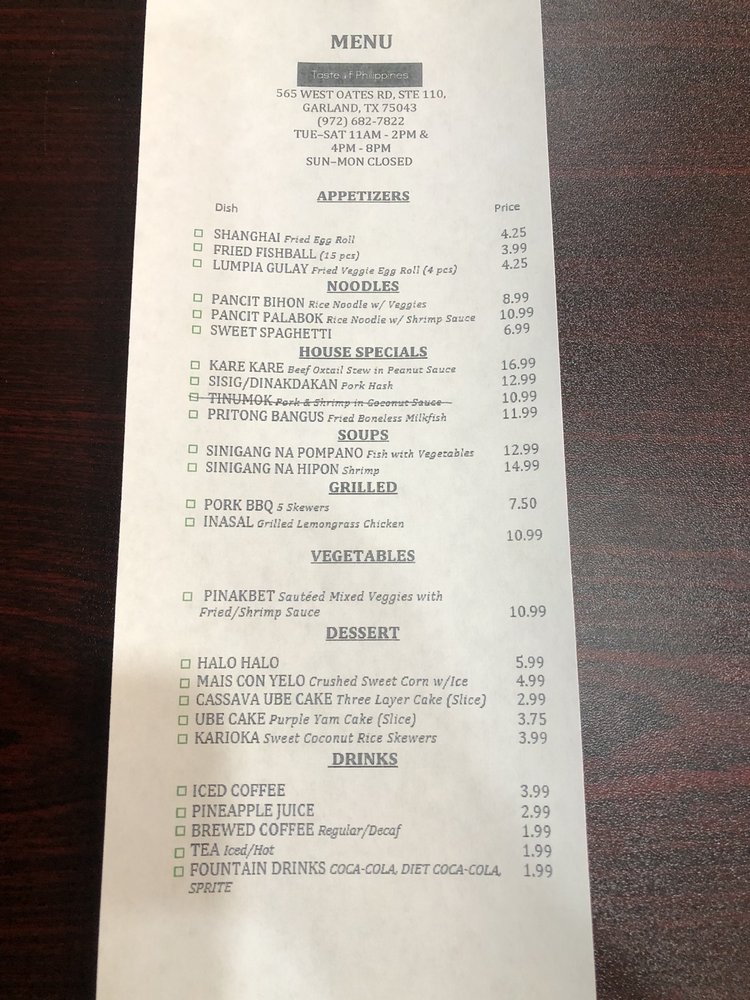 MENU
Taste of Philippines
565 WEST OATES RD, STE 110,
GARLAND, TX 75043
(972) 682-7822
TUE–SAT 11AM - 2PM &
4PM - 8PM
SUN–MON CLOSED
APPETIZERS
Dish Price
SHANGHAI Fried Egg Roll 4.25
FRIED FISHBALL (15 pcs) 3.99
LUMPIA GULAY Fried Veggie Egg Roll (4 pcs) 4.25
NOODLES
PANCIT BIHON Rice Noodle w/ Veggies 8.99
PANCIT PALABOK Rice Noodle w/ Shrimp Sauce 10.99
SWEET SPAGHETTI 6.99
HOUSE SPECIALS
KARE KARE Beef Oxtail Stew in Peanut Sauce 16.99
SISIG/DINAKDAKAN Pork Hash 12.99
TINUMOK Pork & Shrimp in Coconut Sauce 10.99
PRITONG BANGUS Fried Boneless Milkfish 11.99
SOUPS
SINIGANG NA POMPANO Fish with Vegetables 12.99
SINIGANG NA HIPON Shrimp 14.99
GRILLED
PORK BBQ 5 Skewers 7.50
INASAL Grilled Lemongrass Chicken
10.99
VEGETABLES
PINAKBET Sautéed Mixed Veggies with
Fried/Shrimp Sauce 10.99
DESSERT
HALO HALO 5.99
MAIS CON YELO Crushed Sweet Corn w/Ice 4.99
CASSAVA UBE CAKE Three Layer Cake (Slice) 2.99
UBE CAKE Purple Yam Cake (Slice) 3.75
KARIOKA Sweet Coconut Rice Skewers 3.99
DRINKS
ICED COFFEE 3.99
PINEAPPLE JUICE 2.99
BREWED COFFEE Regular/Decaf 1.99
TEA Iced/Hot 1.99
FOUNTAIN DRINKS COCA-COLA, DIET COCA-COLA, 1.99
SPRITE